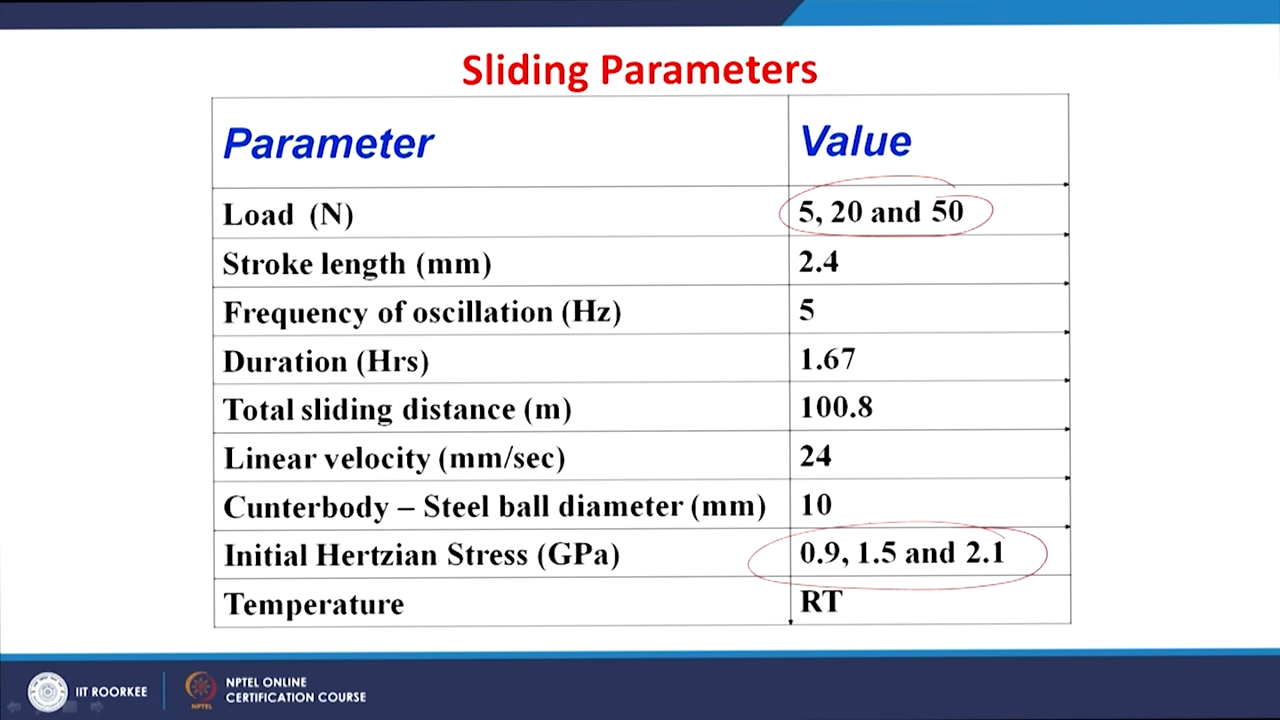 Sliding Parameters
Parameter Value
Load (N) 5, 20 and 50
Stroke length (mm) 2.4
Frequency of oscillation (Hz) 5
Duration (Hrs) 1.67
Total sliding distance (m) 100.8
Linear velocity (mm/sec) 24
Cunterbody – Steel ball diameter (mm) 10
Initial Hertzian Stress (GPa) 0.9, 1.5 and 2.1
Temperature RT
IIT ROORKEE
NPTEL ONLINE
CERTIFICATION COURSE
NPTEL